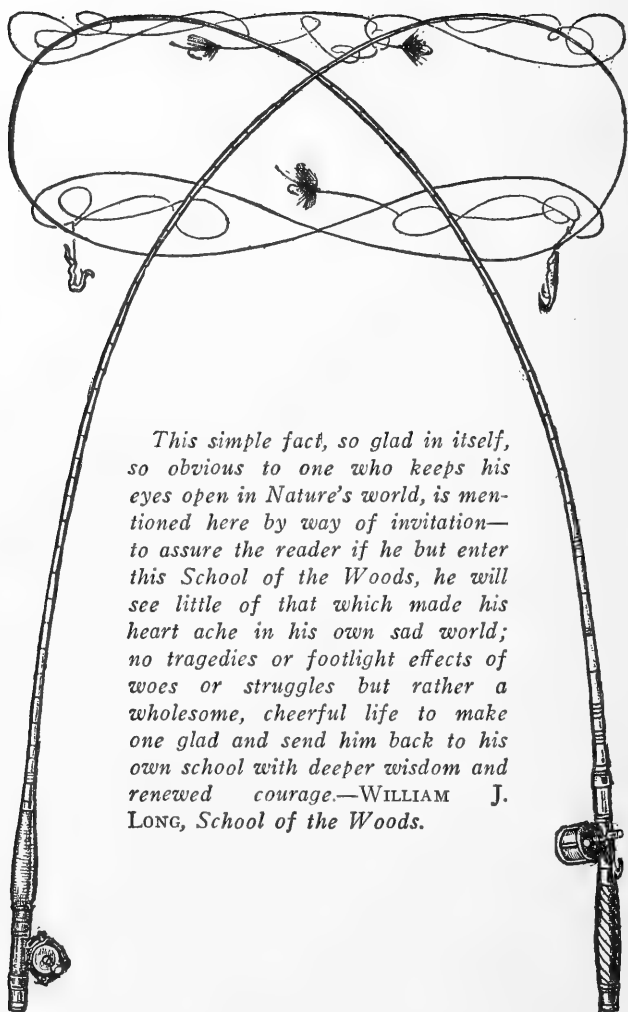 This simple fact, so glad in itself,
so obvious to one who keeps his
eyes open in Nature's world, is men-
tioned here by way of invitation—
to assure the reader if he but enter
this School of the Woods, he will
see little of that which made his
heart ache in his own sad world;
no tragedies or footlight effects of
woes or struggles but rather a
wholesome, cheerful life to make
one glad and send him back to his
own school with deeper wisdom and
renewed courage.—WILLIAM J.
LONG, School of the Woods.